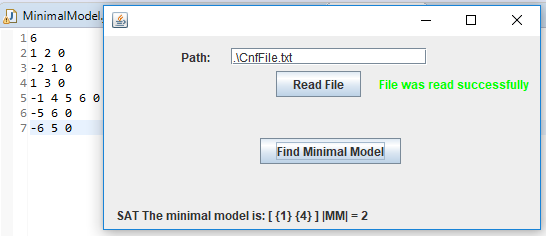 MinimalModel.
1 6
2 1 2 0
3 -2 1 0
4 1 3 0
5 -1 4 5 6 0
6 -5 6 0
7 -6 5 0
Path: .\CnfFile.txt
Read File File was read successfully
Find Minimal Model
SAT The minimal model is: [ {1} {4} ] |MM| = 2